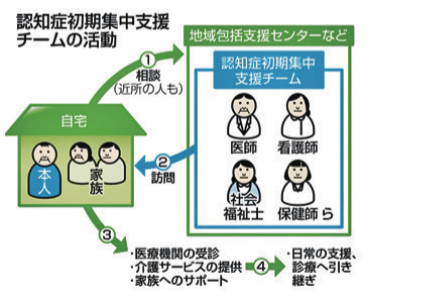 認知症初期集中支援
チームの活動
地域包括支援センターなど
認知症初期集中
支援チーム
①
相談
(近所の人も)
自宅
本人
家族
医師
看護師
②
訪問
社会
福祉士
保健師ら
③
・医療機関の受診
・介護サービスの提供
・家族へのサポート
④
・日常の支援、
診療へ引き
継ぎ